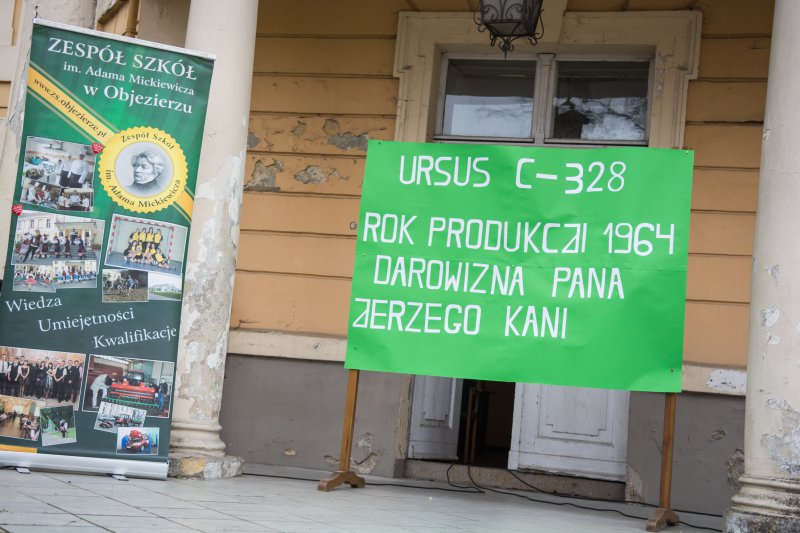 ZESPÓŁ SZKÓŁ
im. Adama Mickiewicza
w Objezierzu
www.zs.objezierze.pl
Zespół Szkół
im. Adama Mickiewicza
Wiedza
Umiejętności
Kwalifikacje
URSUS C-328
ROK PRODUKCJI 1964
DAROWIZNA PANA
JERZEGO KANI